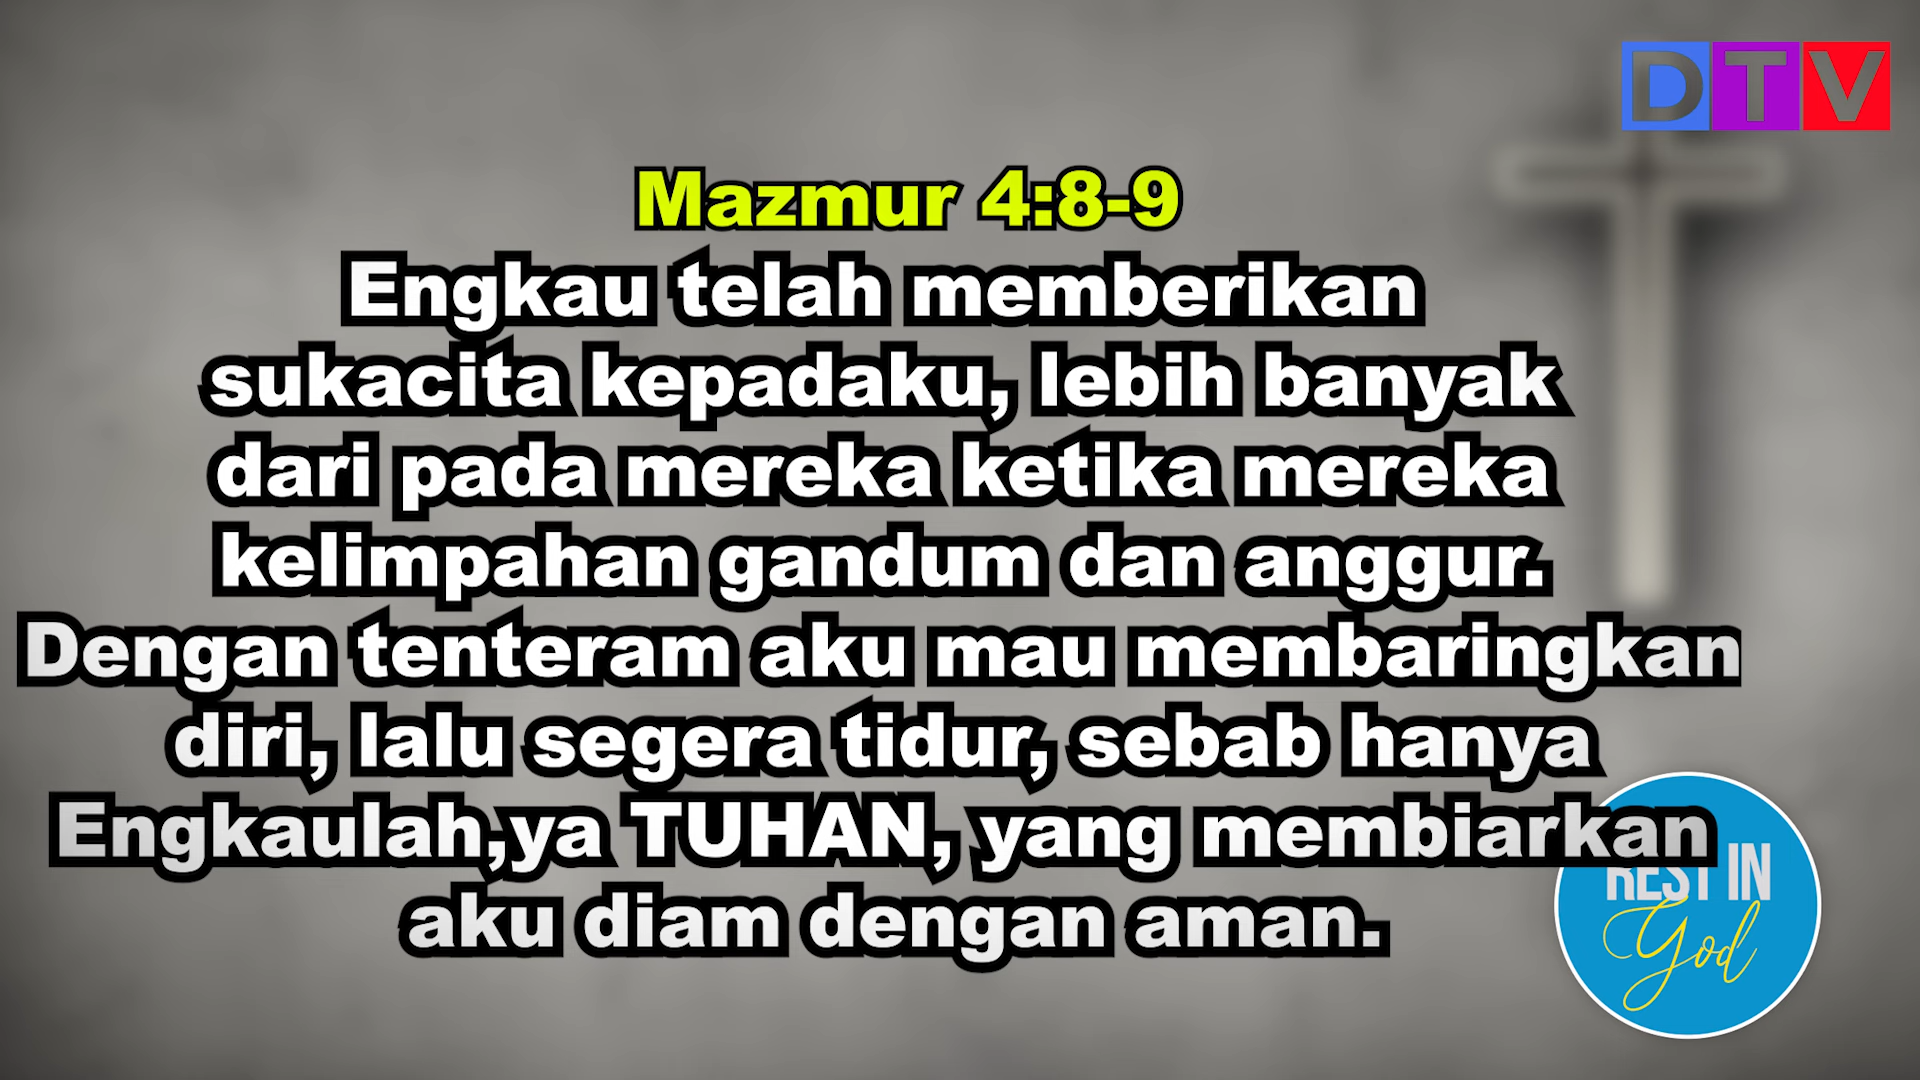 DTV
Mazmur 4:8-9
Engkau telah memberikan
sukacita kepadaku, lebih banyak
dari pada mereka ketika mereka
kelimpahan gandum dan anggur.
Dengan tenteram aku mau membaringkan
diri, lalu segera tidur, sebab hanya
Engkaulah,ya TUHAN, yang membiarkan
aku diam dengan aman.
REST IN
God